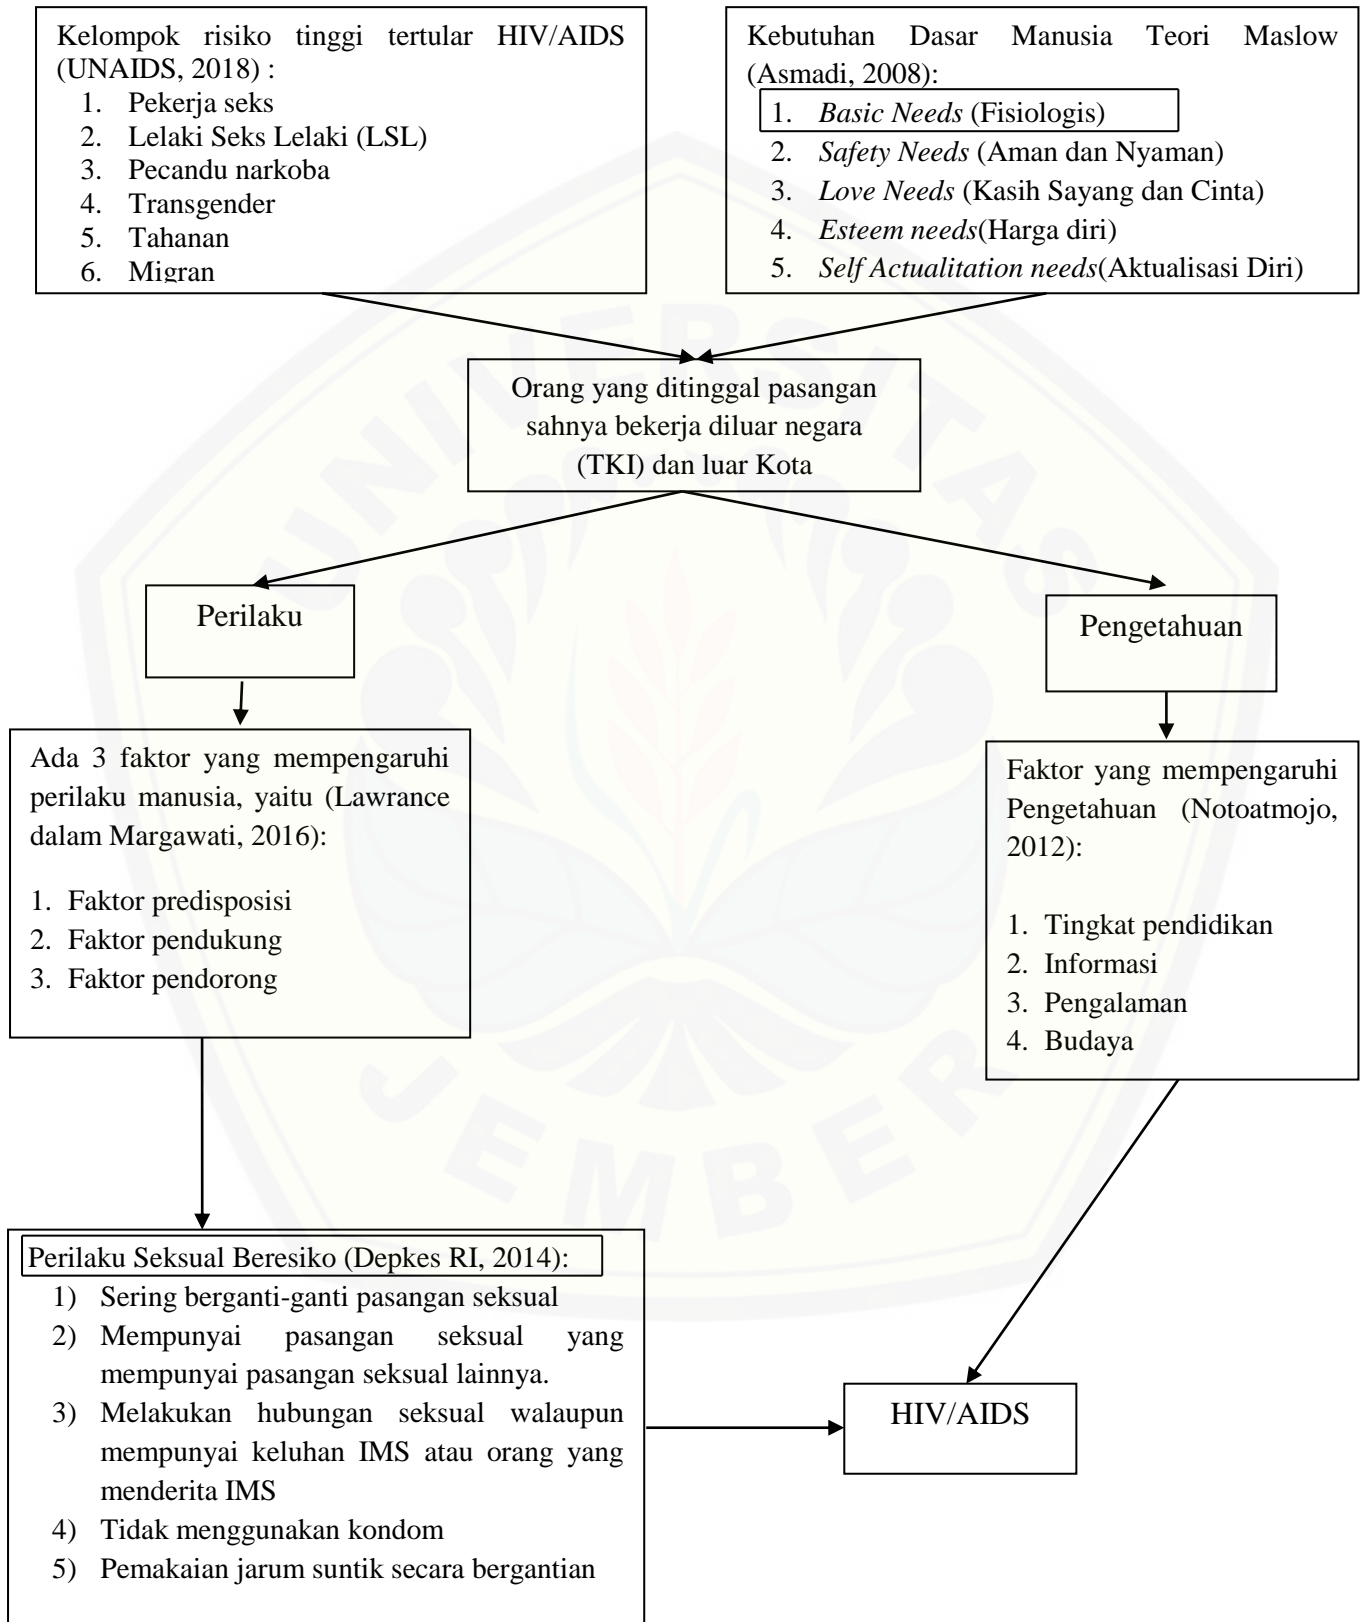 Kelompok risiko tinggi tertular HIV/AIDS
(UNAIDS, 2018) :
1. Pekerja seks
2. Lelaki Seks Lelaki (LSL)
3. Pecandu narkoba
4. Transgender
5. Tahanan
6. Migran
Kebutuhan Dasar Manusia Teori Maslow
(Asmadi, 2008):
1. Basic Needs (Fisiologis)
2. Safety Needs (Aman dan Nyaman)
3. Love Needs (Kasih Sayang dan Cinta)
4. Esteem needs(Harga diri)
5. Self Actualitation needs(Aktualisasi Diri)
Orang yang ditinggal pasangan
sahnya bekerja diluar negara
(TKI) dan luar Kota
Perilaku
Pengetahuan
Ada 3 faktor yang mempengaruhi
perilaku manusia, yaitu (Lawrance
dalam Margawati, 2016):
1. Faktor predisposisi
2. Faktor pendukung
3. Faktor pendorong
Faktor yang mempengaruhi
Pengetahuan (Notoatmojo,
2012):
1. Tingkat pendidikan
2. Informasi
3. Pengalaman
4. Budaya
Perilaku Seksual Beresiko (Depkes RI, 2014):
1) Sering berganti-ganti pasangan seksual
2) Mempunyai pasangan seksual yang
mempunyai pasangan seksual lainnya.
3) Melakukan hubungan seksual walaupun
mempunyai keluhan IMS atau orang yang
menderita IMS
4) Tidak menggunakan kondom
5) Pemakaian jarum suntik secara bergantian
HIV/AIDS
UNIVERSITAS
JEMBER